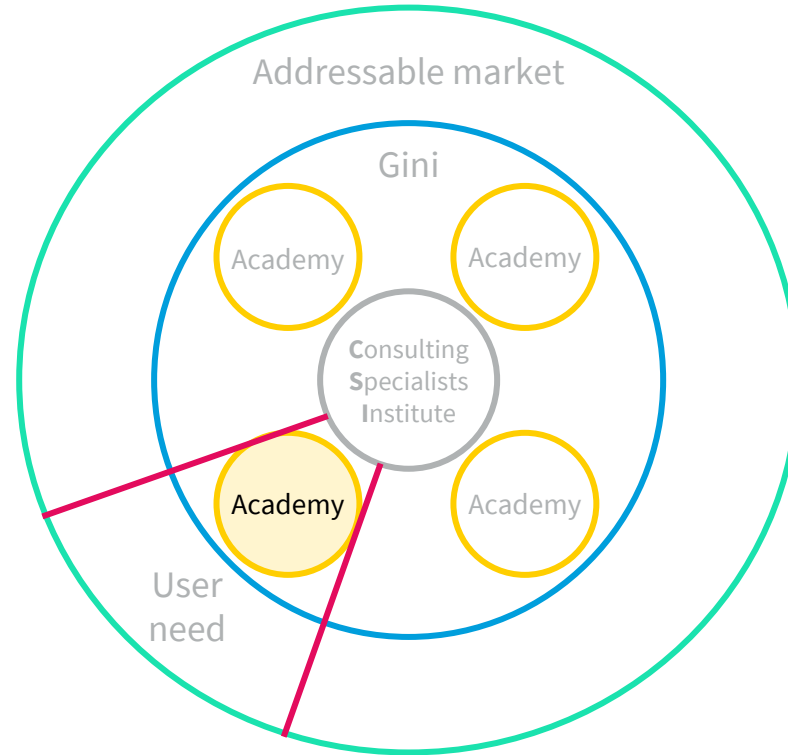 Addressable market
Gini
Academy
Academy
Consulting
Specialists
Institute
Academy
Academy
User
need